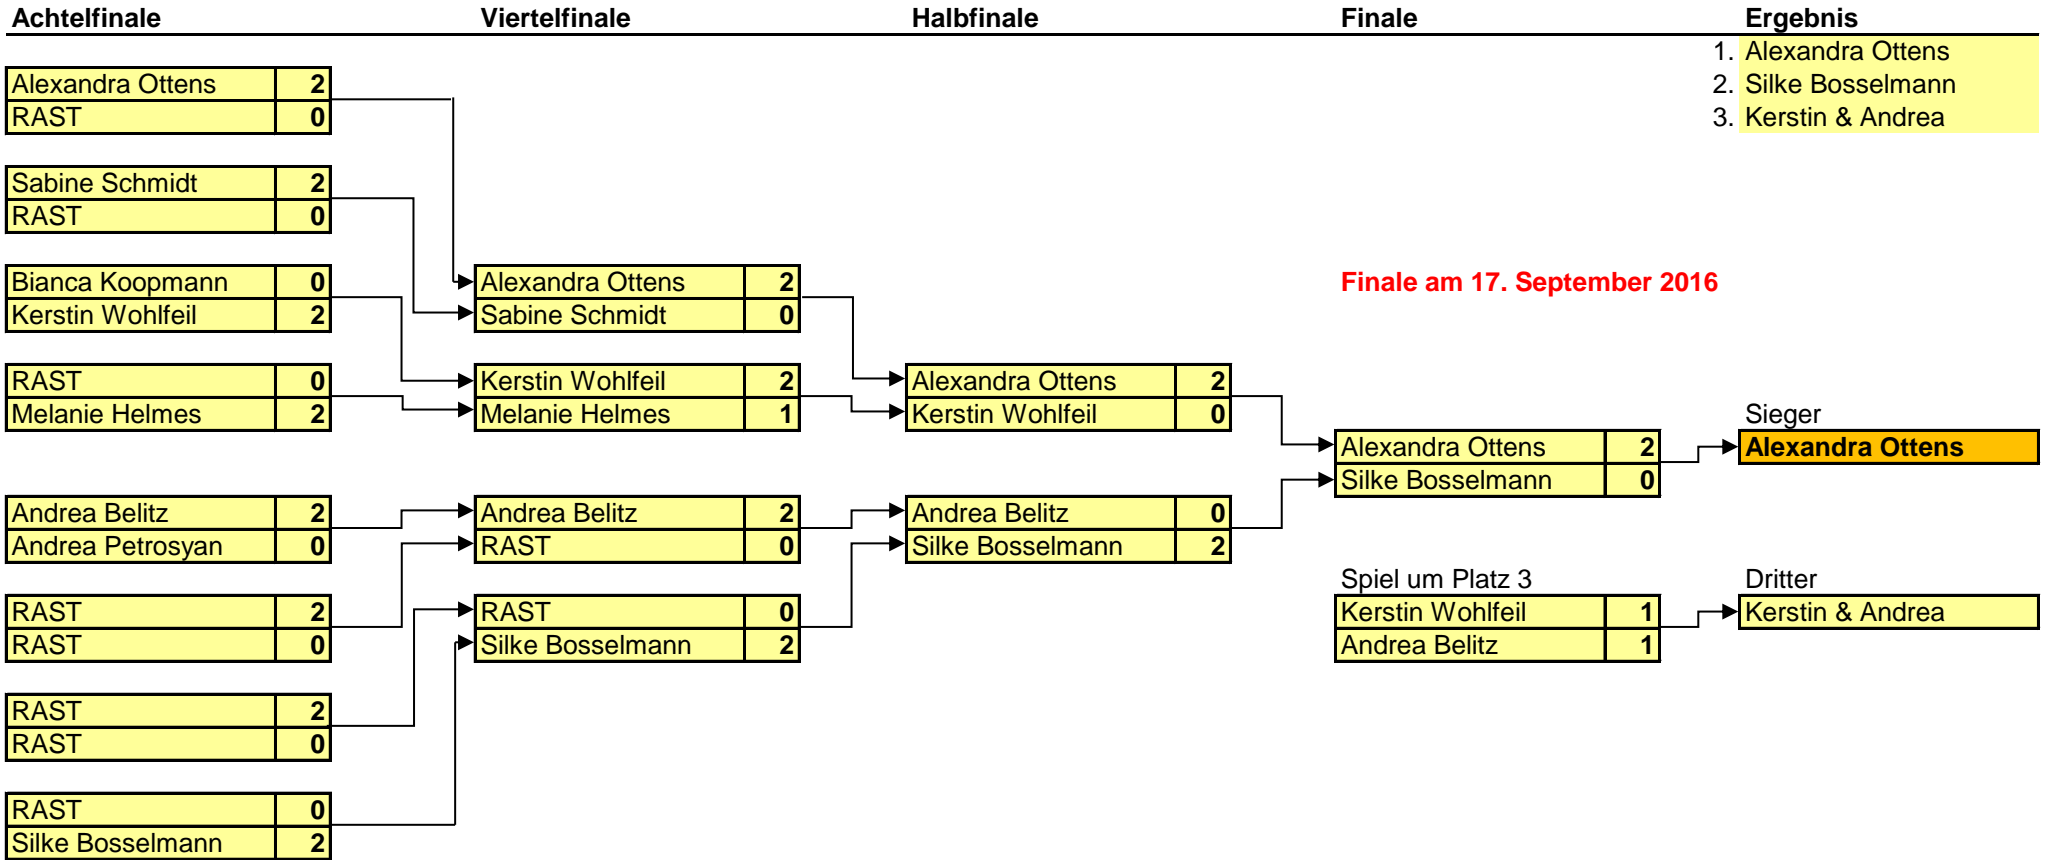 Achtelfinale Viertelfinale Halbfinale Finale Ergebnis
1. Alexandra Ottens
Alexandra Ottens 2 2. Silke Bosselmann
RAST 0 3. Kerstin & Andrea
Sabine Schmidt 2
RAST 0
Bianca Koopmann 0 Alexandra Ottens 2 Finale am 17. September 2016
Kerstin Wohlfeil 2 Sabine Schmidt 0
RAST 0 Kerstin Wohlfeil 2 Alexandra Ottens 2
Melanie Helmes 2 Melanie Helmes 1 Kerstin Wohlfeil 0 Sieger
Alexandra Ottens 2 Alexandra Ottens
Silke Bosselmann 0
Andrea Belitz 2 Andrea Belitz 2 Andrea Belitz 0
Andrea Petrosyan 0 RAST 0 Silke Bosselmann 2
Spiel um Platz 3 Dritter
RAST 2 RAST 0 Kerstin Wohlfeil 1 Kerstin & Andrea
RAST 0 Silke Bosselmann 2 Andrea Belitz 1
RAST 2
RAST 0
RAST 0
Silke Bosselmann 2